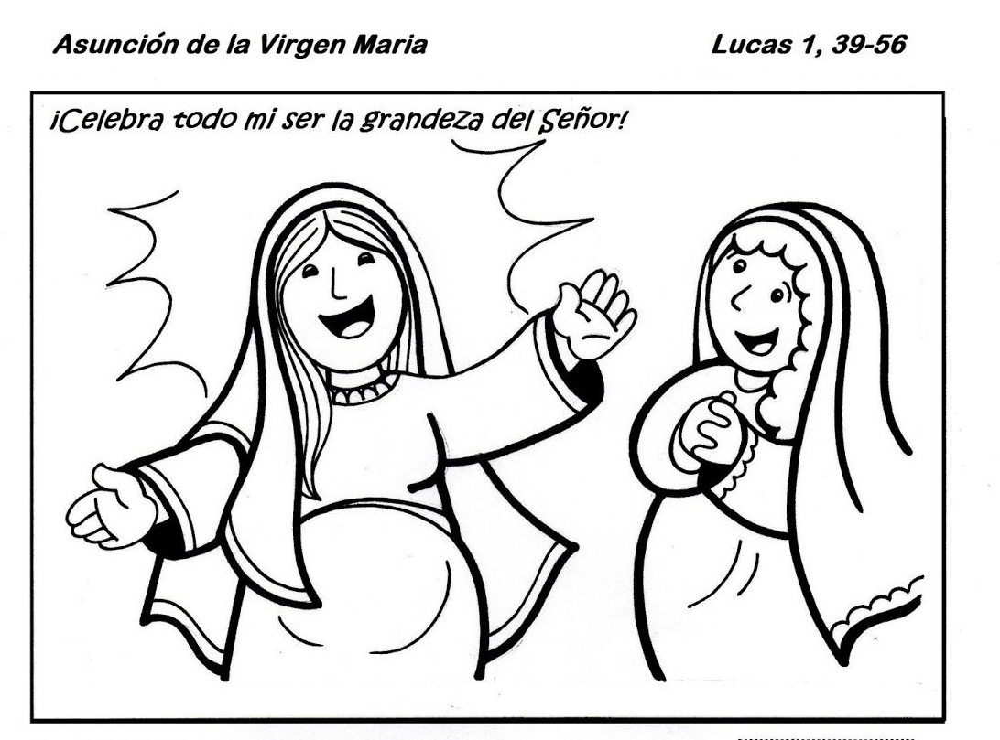 Asunción de la Virgen Maria
Lucas 1, 39-56
¡Celebra todo mi ser la grandeza del Señor!